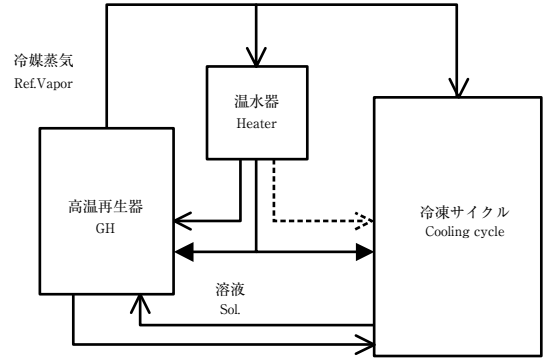 冷媒蒸気
Ref.Vapor
温水器
Heater
高温再生器
GH
冷凍サイクル
Cooling cycle
溶液
Sol.